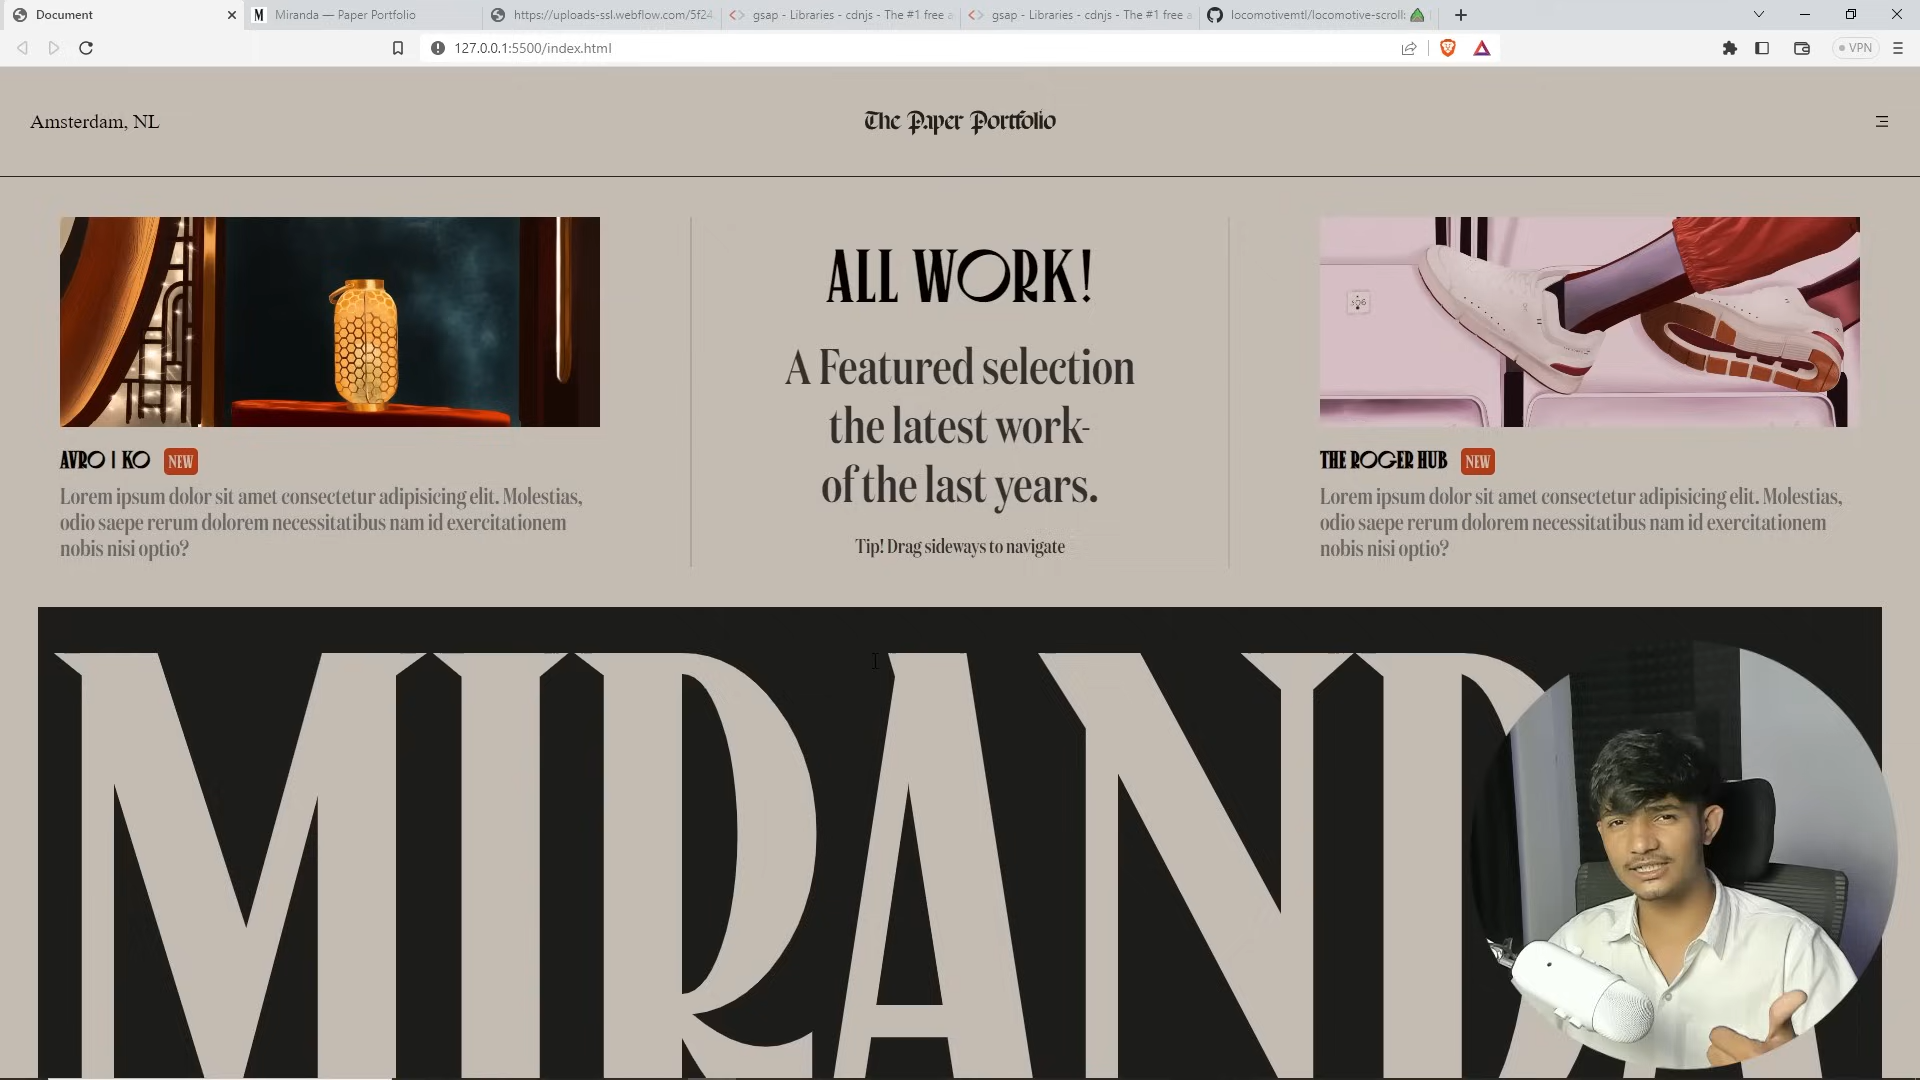 Document
Miranda — Paper Portfolio
https://uploads-ssl.webflow.com/5f24
gsap - Libraries - cdnjs - The #1 free a
gsap - Libraries - cdnjs - The #1 free a
locomotivemtl/locomotive-scroll:
127.0.0.1:5500/index.html
VPN
Amsterdam, NL
The Paper Portfolio
ALL WORK!
A Featured selection
the latest work-
of the last years.
Tip! Drag sideways to navigate
AVRO | KO NEW
Lorem ipsum dolor sit amet consectetur adipisicing elit. Molestias,
odio saepe rerum dolorem necessitatibus nam id exercitationem
nobis nisi optio?
THE ROGER HUB NEW
Lorem ipsum dolor sit amet consectetur adipisicing elit. Molestias,
odio saepe rerum dolorem necessitatibus nam id exercitationem
nobis nisi optio?
MIRANDA